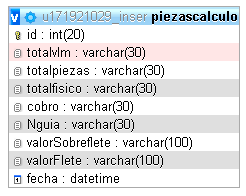 v u171921029_inser piezascalculo
id : int(20)
totalvlm : varchar(30)
totalpiezas : varchar(30)
totalfisico : varchar(30)
cobro : varchar(30)
Nguia : varchar(30)
valorSobreflete : varchar(100)
valorFlete : varchar(100)
fecha : datetime